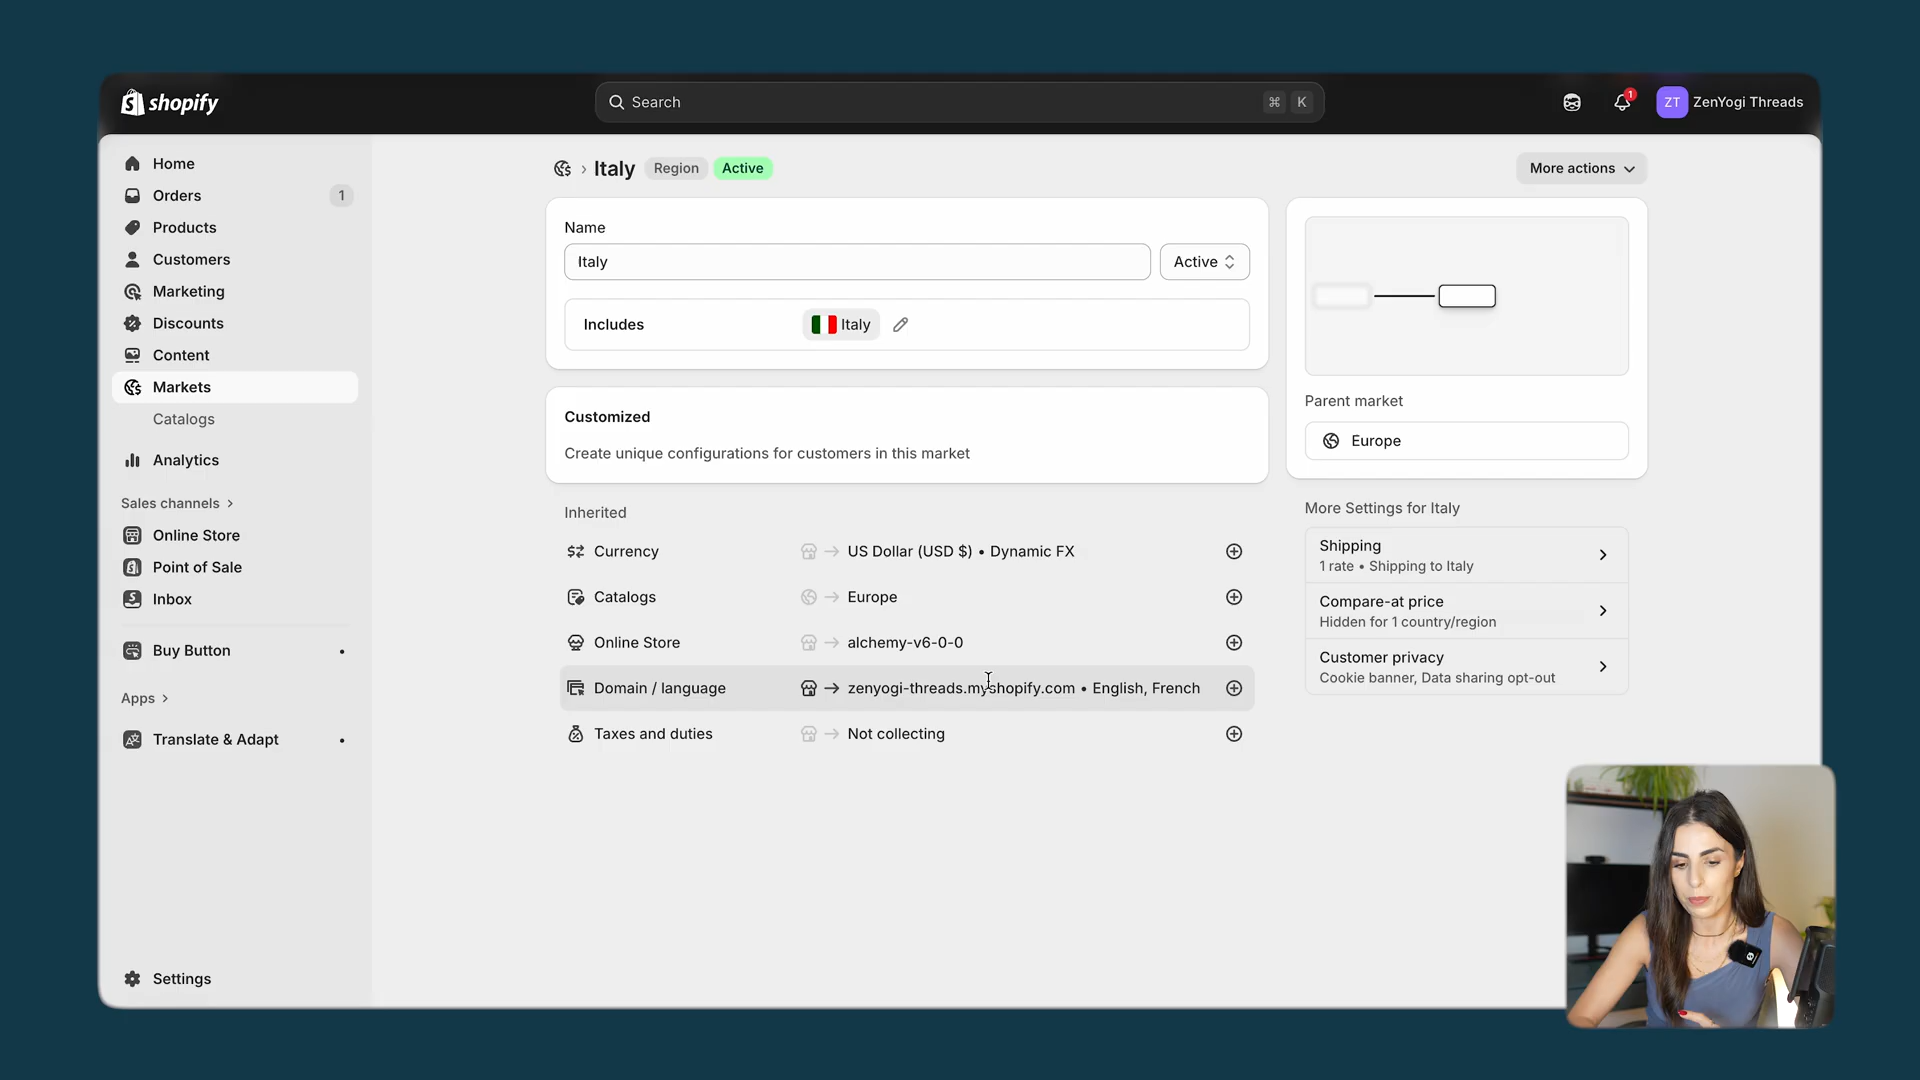 shopify
Search
⌘ K
1
ZT
ZenYogi Threads
Home
Orders
1
Products
Customers
Marketing
Discounts
Content
Markets
Catalogs
Analytics
Sales channels
Online Store
Point of Sale
Inbox
Buy Button
Apps
Translate & Adapt
Settings
Italy
Region
Active
More actions
Name
Italy
Active
Includes
Italy
Customized
Create unique configurations for customers in this market
Inherited
Currency
US Dollar (USD $) • Dynamic FX
Catalogs
Europe
Online Store
alchemy-v6-0-0
Domain / language
zenyogi-threads.myshopify.com • English, French
Taxes and duties
Not collecting
Parent market
Europe
More Settings for Italy
Shipping
1 rate • Shipping to Italy
Compare-at price
Hidden for 1 country/region
Customer privacy
Cookie banner, Data sharing opt-out